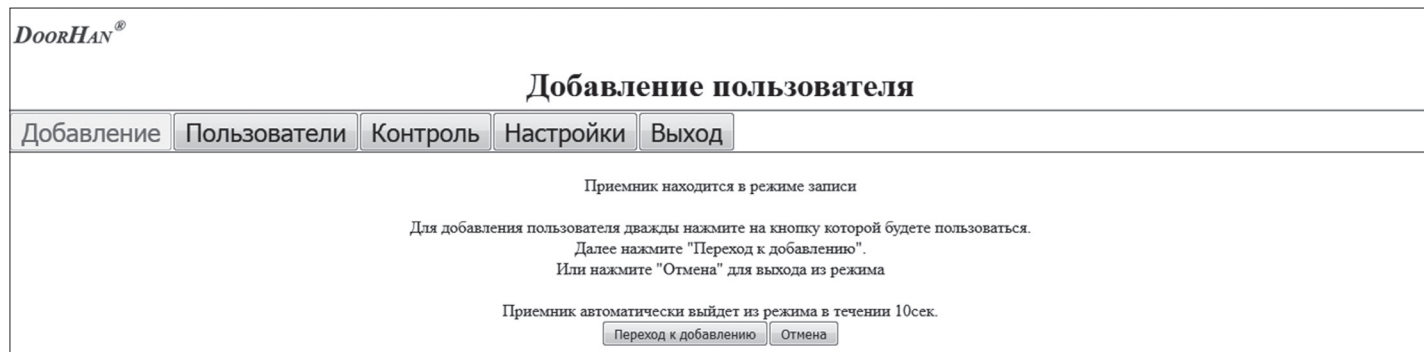 DoorHan®
Добавление пользователя
Добавление Пользователи Контроль Настройки Выход
Приемник находится в режиме записи
Для добавления пользователя дважды нажмите на кнопку которой будете пользоваться.
Далее нажмите "Переход к добавлению".
Или нажмите "Отмена" для выхода из режима
Приемник автоматически выйдет из режима в течении 10сек.
Переход к добавлению Отмена